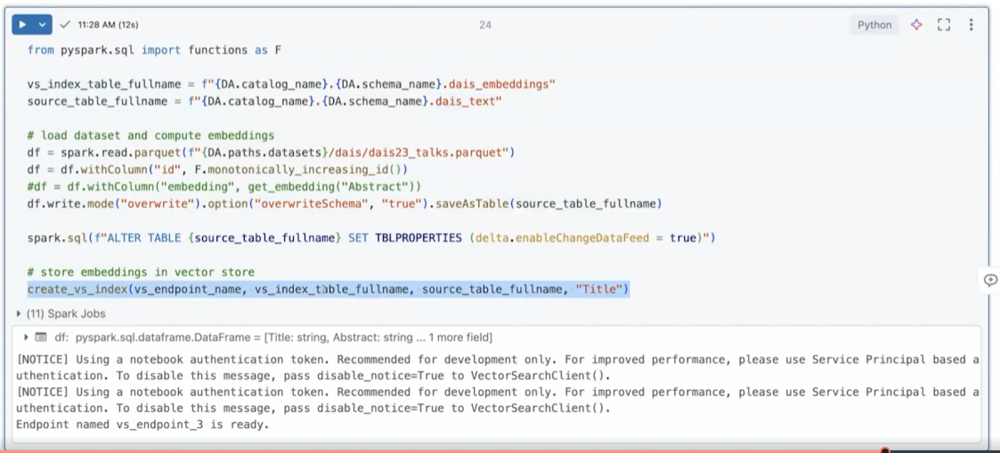 11:28 AM (12s)
24
Python
from pyspark.sql import functions as F
vs_index_table_fullname = f"{DA.catalog_name}.{DA.schema_name}.dais_embeddings"
source_table_fullname = f"{DA.catalog_name}.{DA.schema_name}.dais_text"
# load dataset and compute embeddings
df = spark.read.parquet(f"{DA.paths.datasets}/dais/dais23_talks.parquet")
df = df.withColumn("id", F.monotonically_increasing_id())
#df = df.withColumn("embedding", get_embedding("Abstract"))
df.write.mode("overwrite").option("overwriteSchema", "true").saveAsTable(source_table_fullname)
spark.sql(f"ALTER TABLE {source_table_fullname} SET TBLPROPERTIES (delta.enableChangeDataFeed = true)")
# store embeddings in vector store
create_vs_index(vs_endpoint_name, vs_index_table_fullname, source_table_fullname, "Title")
(11) Spark Jobs
df: pyspark.sql.dataframe.DataFrame = [Title: string, Abstract: string ... 1 more field]
[NOTICE] Using a notebook authentication token. Recommended for development only. For improved performance, please use Service Principal based a
uthentication. To disable this message, pass disable_notice=True to VectorSearchClient().
[NOTICE] Using a notebook authentication token. Recommended for development only. For improved performance, please use Service Principal based a
uthentication. To disable this message, pass disable_notice=True to VectorSearchClient().
Endpoint named vs_endpoint_3 is ready.